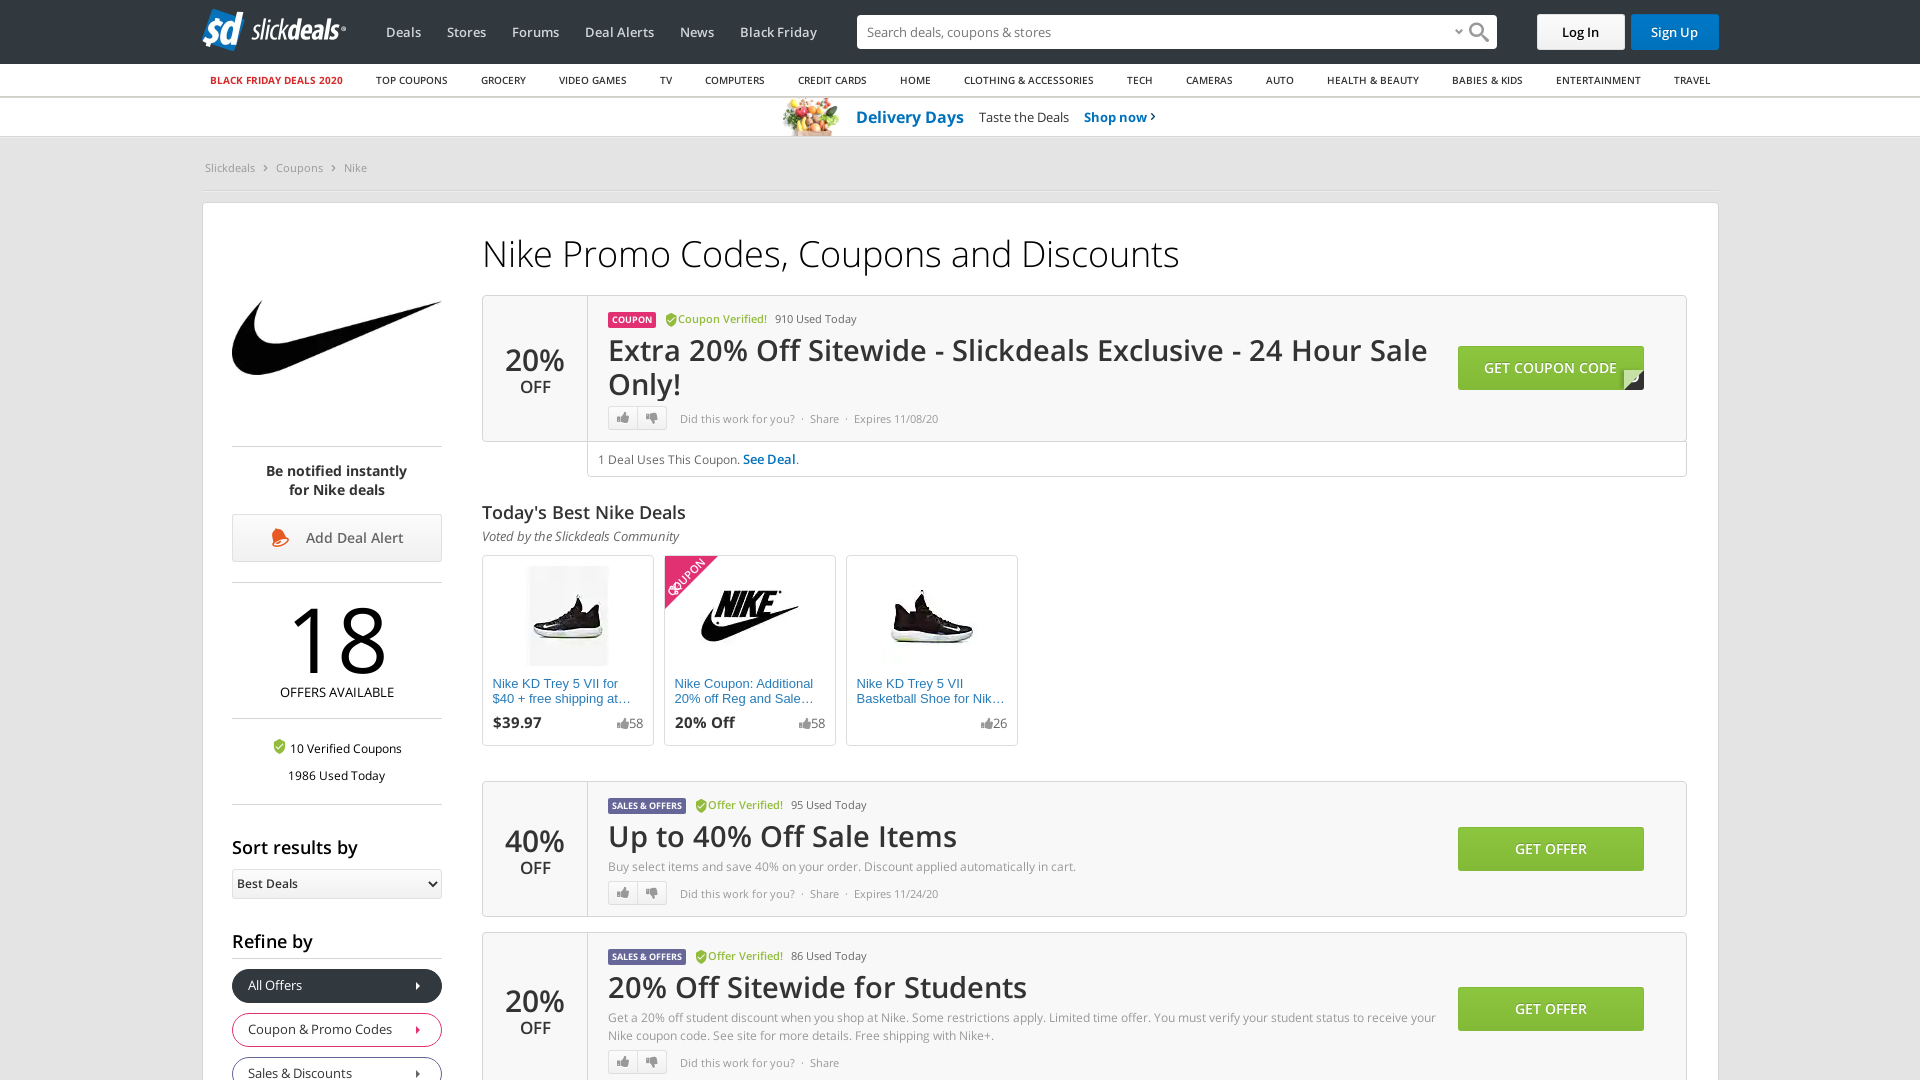 slickdeals
Deals
Stores
Forums
Deal Alerts
News
Black Friday
Search deals, coupons & stores
Log In
Sign Up
BLACK FRIDAY DEALS 2020
TOP COUPONS
GROCERY
VIDEO GAMES
TV
COMPUTERS
CREDIT CARDS
HOME
CLOTHING & ACCESSORIES
TECH
CAMERAS
AUTO
HEALTH & BEAUTY
BABIES & KIDS
ENTERTAINMENT
TRAVEL
Delivery Days Taste the Deals Shop now
Slickdeals
Coupons
Nike
Nike Promo Codes, Coupons and Discounts
20%
OFF
COUPON Coupon Verified! 910 Used Today
Extra 20% Off Sitewide - Slickdeals Exclusive - 24 Hour Sale
Only!
Did this work for you? · Share · Expires 11/08/20
GET COUPON CODE
1 Deal Uses This Coupon. See Deal.
Be notified instantly
for Nike deals
Add Deal Alert
18
OFFERS AVAILABLE
10 Verified Coupons
1986 Used Today
Sort results by
Best Deals
Refine by
All Offers
Coupon & Promo Codes
Sales & Discounts
Today's Best Nike Deals
Voted by the Slickdeals Community
Nike KD Trey 5 VII for
$40 + free shipping at…
$39.97
58
COUPON
NIKE
Nike Coupon: Additional
20% off Reg and Sale…
20% Off
58
Nike KD Trey 5 VII
Basketball Shoe for Nik…
26
40%
OFF
SALES & OFFERS Offer Verified! 95 Used Today
Up to 40% Off Sale Items
Buy select items and save 40% on your order. Discount applied automatically in cart.
Did this work for you? · Share · Expires 11/24/20
GET OFFER
20%
OFF
SALES & OFFERS Offer Verified! 86 Used Today
20% Off Sitewide for Students
Get a 20% off student discount when you shop at Nike. Some restrictions apply. Limited time offer. You must verify your student status to receive your
Nike coupon code. See site for more details. Free shipping with Nike+.
Did this work for you? · Share
GET OFFER